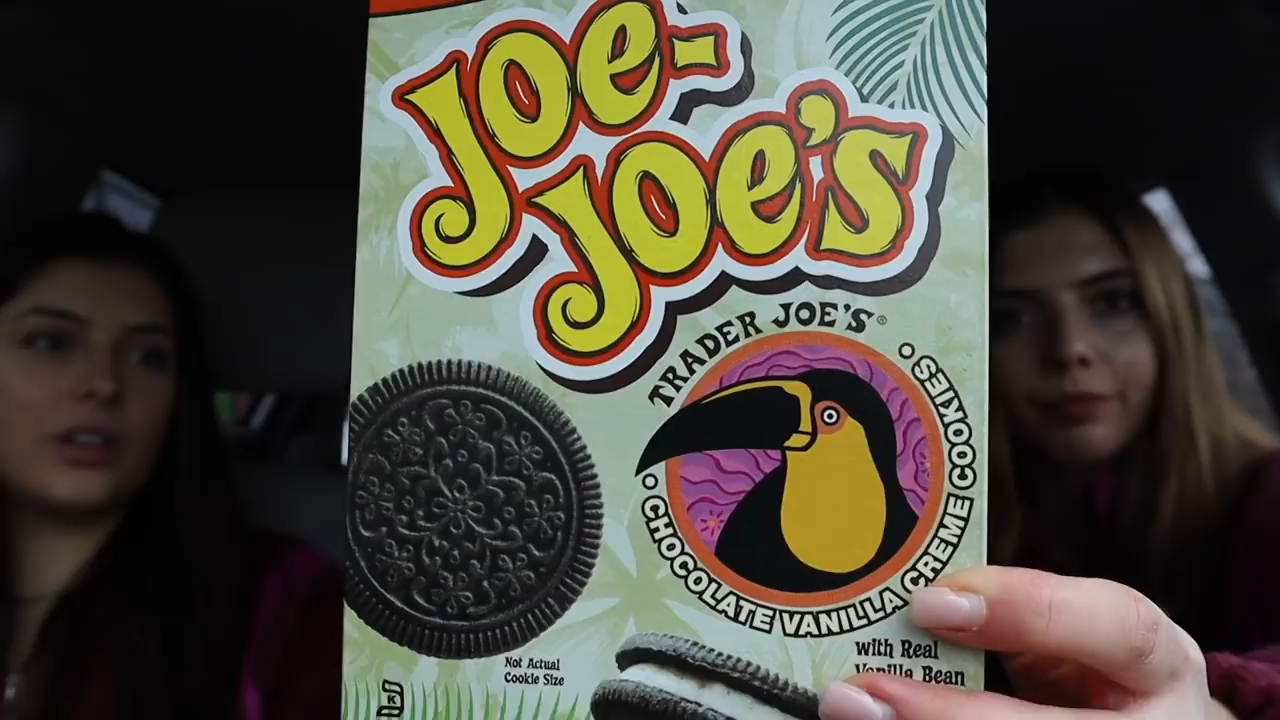 Joe-
Joe's
TRADER JOE'S®
CHOCOLATE VANILLA CREME COOKIES
with Real
Vanilla Bean
Not Actual
Cookie Size